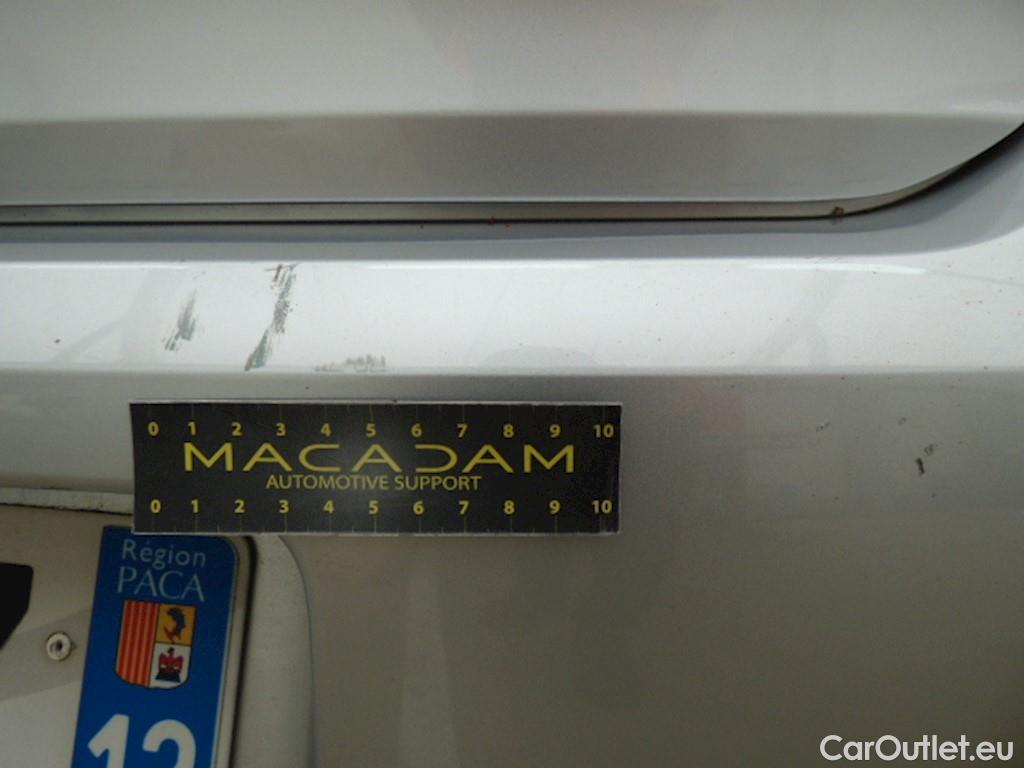 0 1 2 3 4 5 6 7 8 9 10
MACADAM
AUTOMOTIVE SUPPORT
0 1 2 3 4 5 6 7 8 9 10
Région
PACA
13
CarOutlet.eu